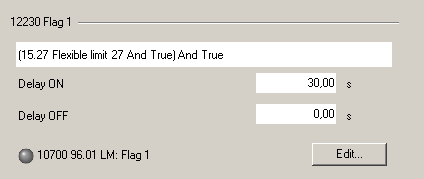 12230 Flag 1
(15.27 Flexible limit 27 And True) And True
Delay ON 30,00 s
Delay OFF 0,00 s
10700 96.01 LM: Flag 1 Edit...